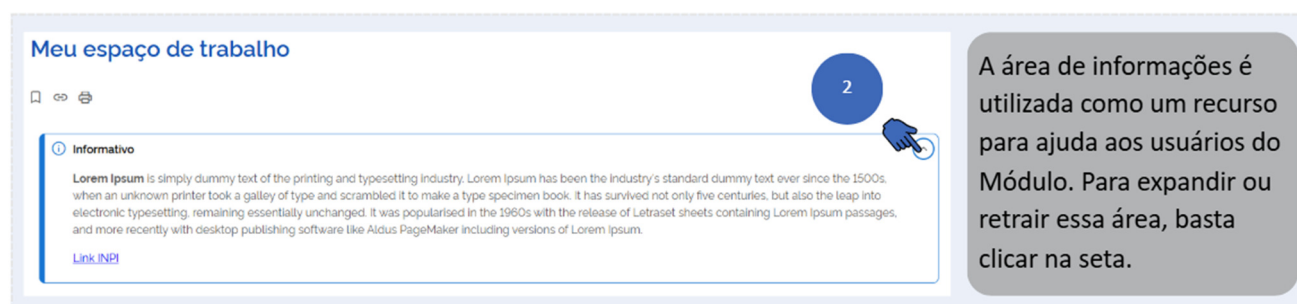 Meu espaço de trabalho
2
Informativo
Lorem Ipsum is simply dummy text of the printing and typesetting industry. Lorem Ipsum has been the industry's standard dummy text ever since the 1500s,
when an unknown printer took a galley of type and scrambled it to make a type specimen book. It has survived not only five centuries, but also the leap into
electronic typesetting, remaining essentially unchanged. It was popularised in the 1960s with the release of Letraset sheets containing Lorem Ipsum passages,
and more recently with desktop publishing software like Aldus PageMaker including versions of Lorem Ipsum.
Link INPI
A área de informações é
utilizada como um recurso
para ajuda aos usuários do
Módulo. Para expandir ou
retrair essa área, basta
clicar na seta.